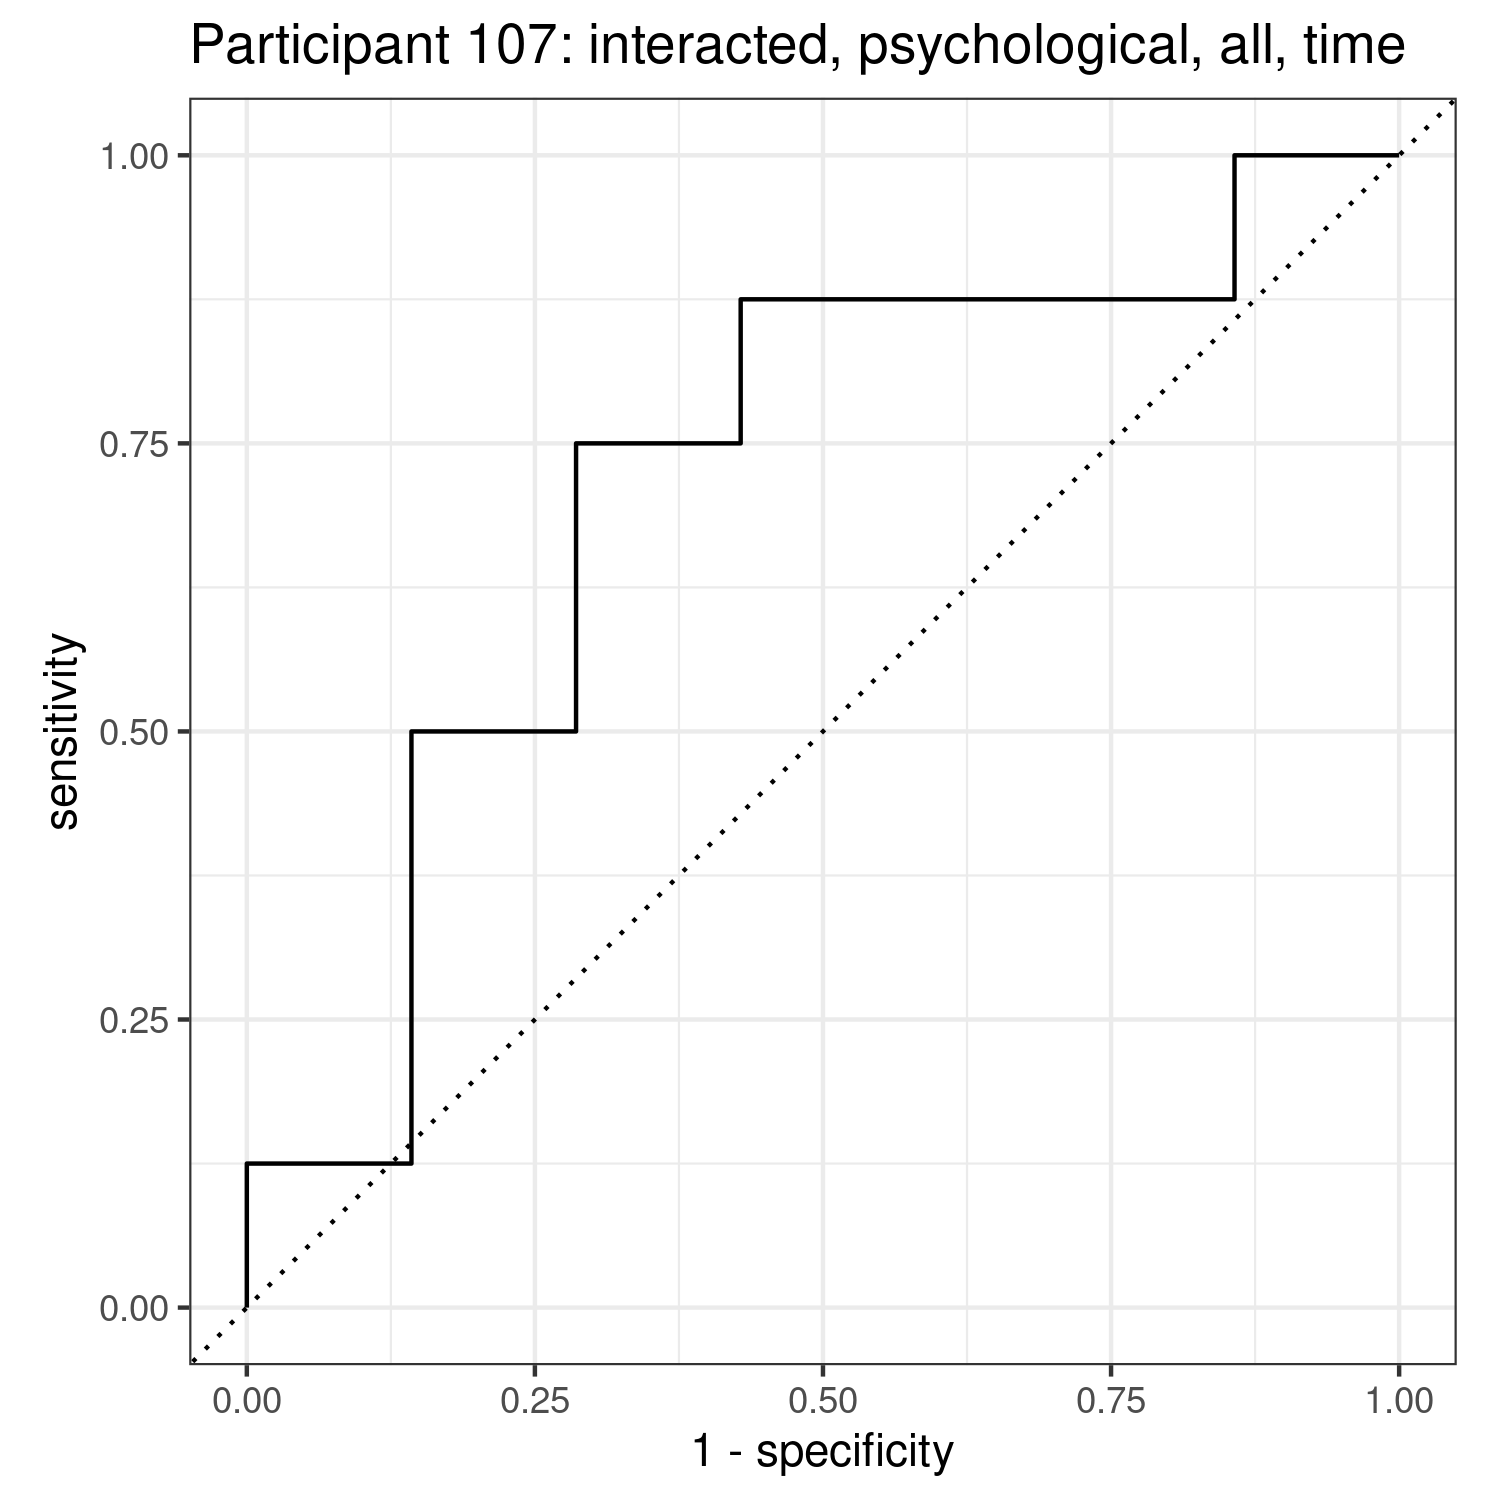 Participant 107: interacted, psychological, all, time
1.00
0.75
0.50
0.25
0.00
sensitivity
0.00 0.25 0.50 0.75 1.00
1 - specificity